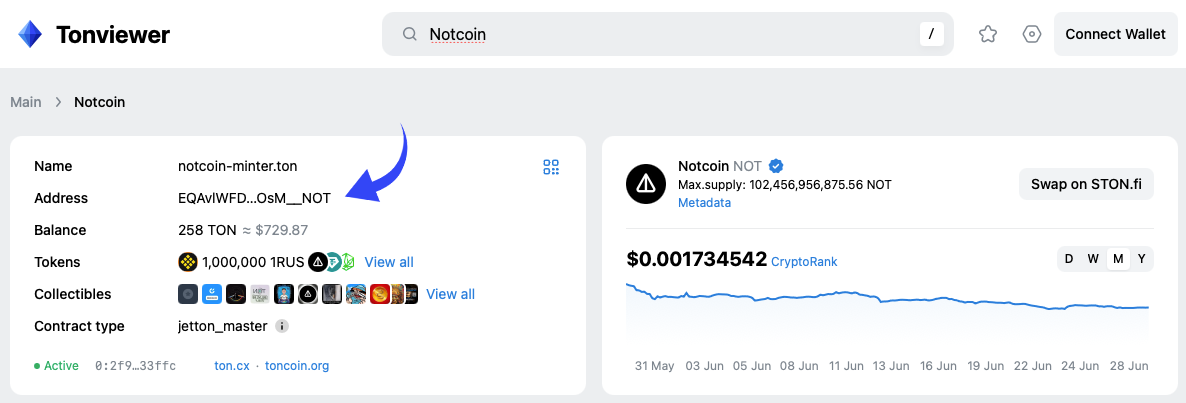 Tonviewer
Notcoin
/
Connect Wallet
Main > Notcoin
Name notcoin-minter.ton
Address EQAvlWFD...OsM__NOT
Balance 258 TON ≈ $729.87
Tokens 1,000,000 1RUS View all
Collectibles View all
Contract type jetton_master i
Active 0:2f9...33ffc ton.cx · toncoin.org
Notcoin NOT
Max.supply: 102,456,956,875.56 NOT
Metadata
Swap on STON.fi
$0.001734542 CryptoRank
D W M Y
31 May 03 Jun 05 Jun 08 Jun 11 Jun 13 Jun 16 Jun 19 Jun 22 Jun 24 Jun 28 Jun